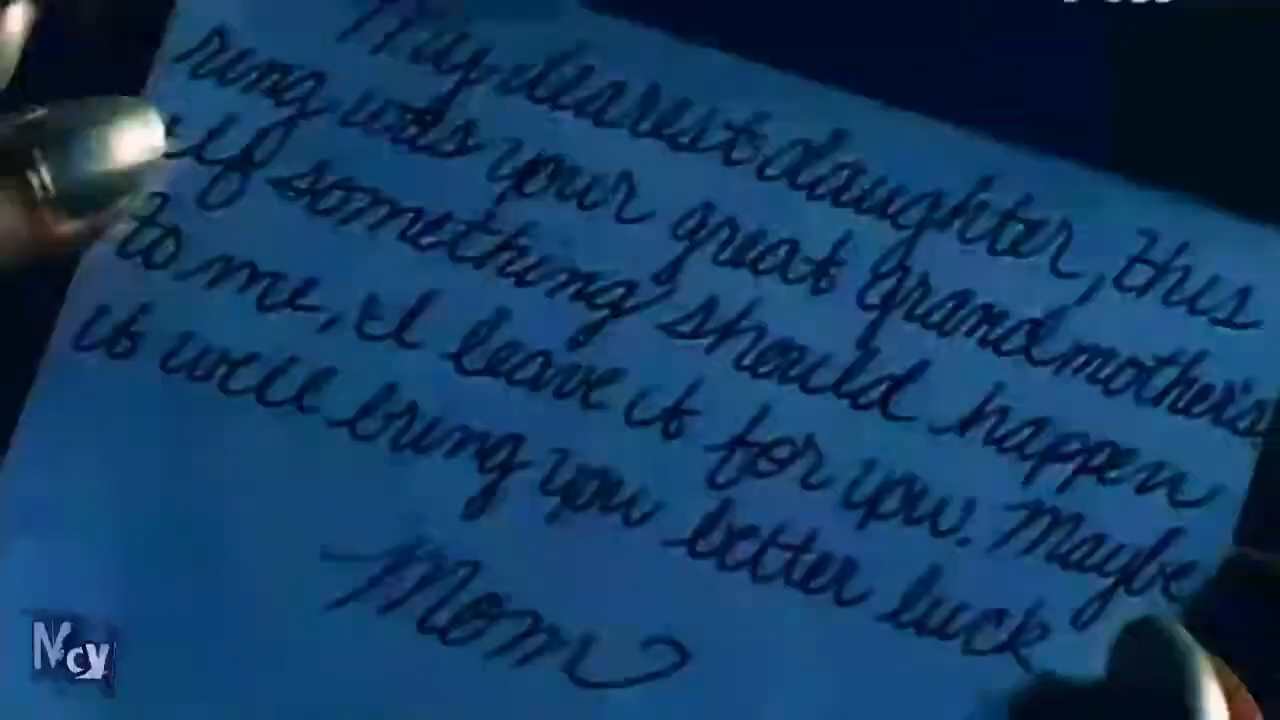 My dearest daughter, this
ring was your great grandmother's
If something should happen
to me, I leave it for you. Maybe
it will bring you better luck
Mom
Ncy